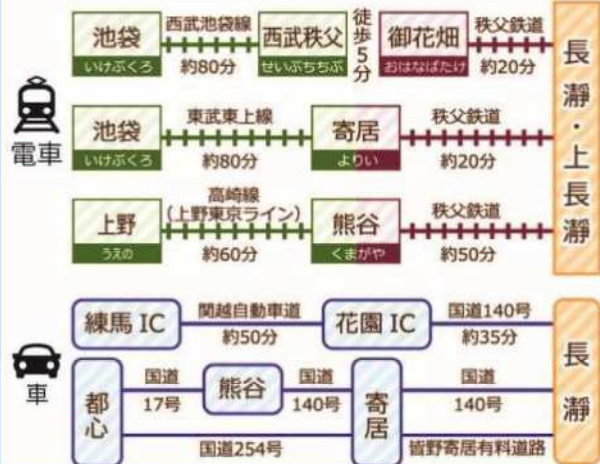 電車
池袋
いけぶくろ
西武池袋線
約80分
西武秩父
せいぶちちぶ
徒歩5分
御花畑
おはなばたけ
秩父鉄道
約20分
池袋
いけぶくろ
東武東上線
約80分
寄居
よりい
秩父鉄道
約20分
上野
うえの
高崎線
(上野東京ライン)
約60分
熊谷
くまがや
秩父鉄道
約50分
長瀞・上長瀞
車
練馬 IC
関越自動車道
約50分
花園 IC
国道140号
約35分
都心
国道
17号
熊谷
国道
140号
寄居
国道
140号
国道254号
皆野寄居有料道路
長瀞